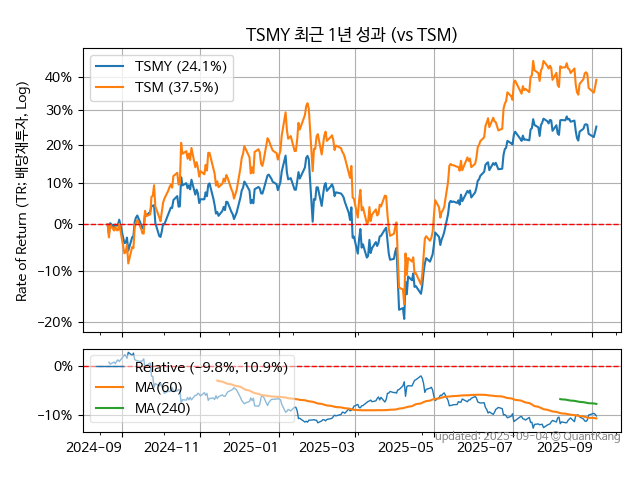 TSMY 최근 1년 성과 (vs TSM)
Rate of Return (TR: 배당재투자, Log)
TSMY (24.1%)
TSM (37.5%)
40%
30%
20%
10%
0%
−10%
−20%
Relative (−9.8%, 10.9%)
MA(60)
MA(240)
0%
−10%
2024-09
2024-11
2025-01
2025-03
2025-05
2025-07
2025-09
updated: 2025-09-04 © QuantKang